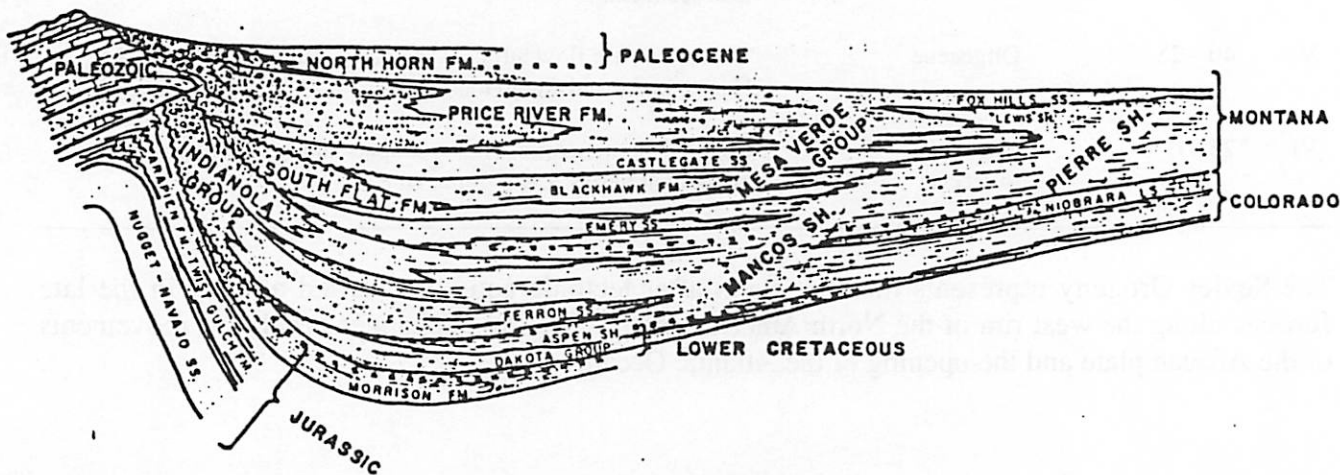 PALEOZOIC
NORTH HORN FM.
PALEOCENE
PRICE RIVER FM.
FOX HILLS SS.
LEWIS SH.
MONTANA
CASTLEGATE SS
MESA VERDE
GROUP
BLACKHAWK FM.
PIERRE SH.
INDIANOLA
GROUP
SOUTH FLAT FM.
EMERY SS
NIOBRARA LS
COLORADO
MANCOS SH.
ARAPIEN FM.-TWIST GULCH FM.
NUGGET - NAVAJO SS.
FERRON SS.
ASPEN SH.
DAKOTA GROUP
LOWER CRETACEOUS
MORRISON FM
JURASSIC